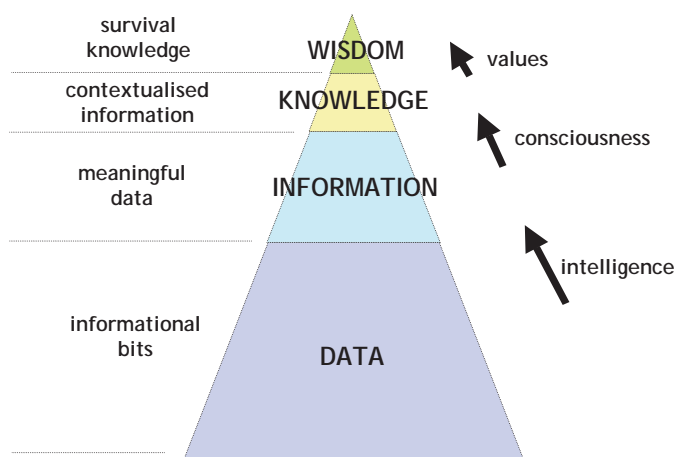 survival
knowledge
WISDOM
values
contextualised
information
KNOWLEDGE
consciousness
meaningful
data
INFORMATION
intelligence
informational
bits
DATA